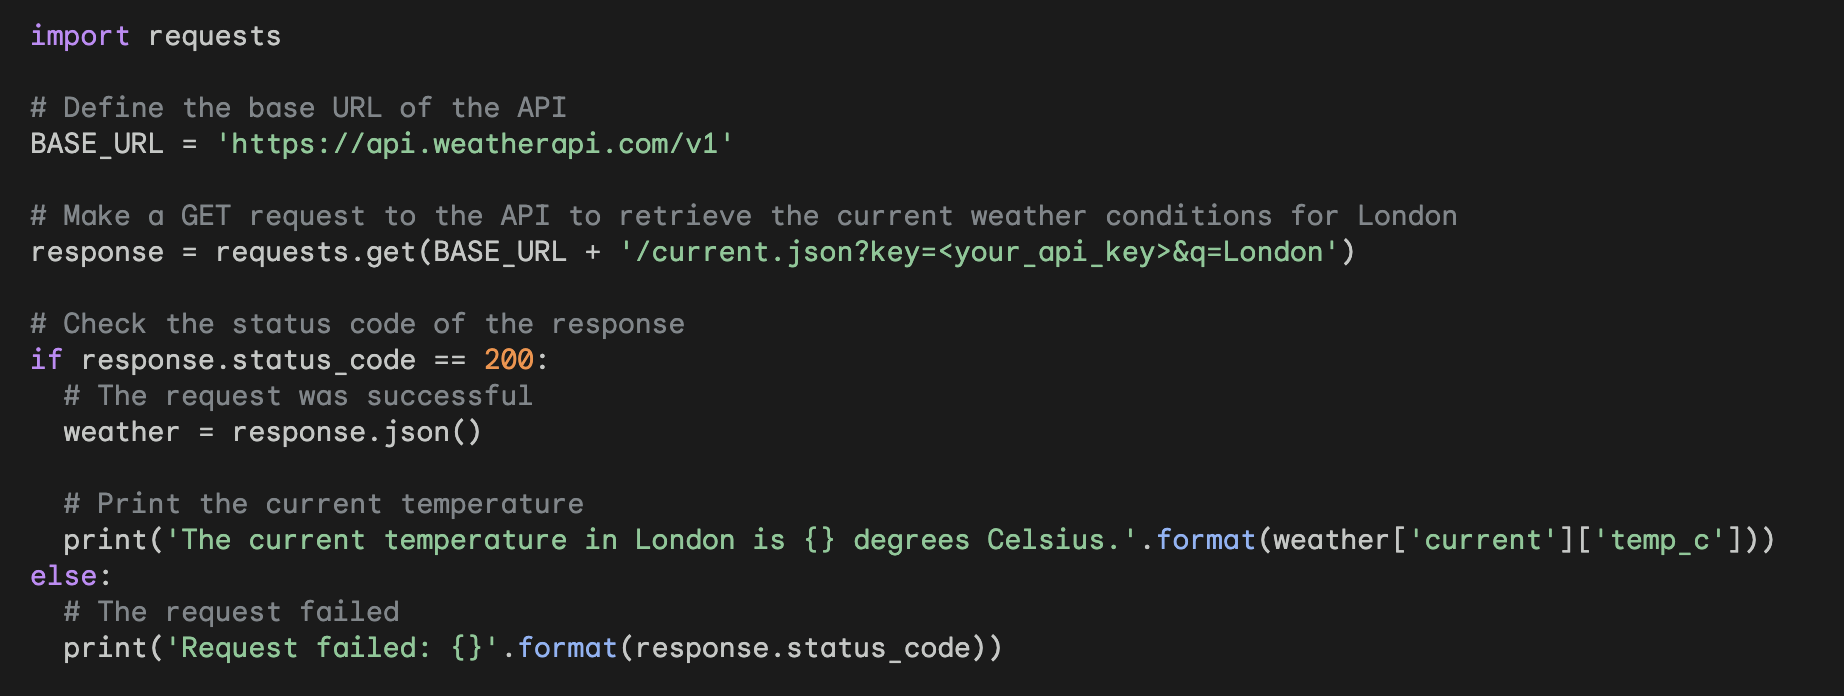 import requests

# Define the base URL of the API
BASE_URL = 'https://api.weatherapi.com/v1'

# Make a GET request to the API to retrieve the current weather conditions for London
response = requests.get(BASE_URL + '/current.json?key=<your_api_key>&q=London')

# Check the status code of the response
if response.status_code == 200:
  # The request was successful
  weather = response.json()

  # Print the current temperature
  print('The current temperature in London is {} degrees Celsius.'.format(weather['current']['temp_c']))
else:
  # The request failed
  print('Request failed: {}'.format(response.status_code))